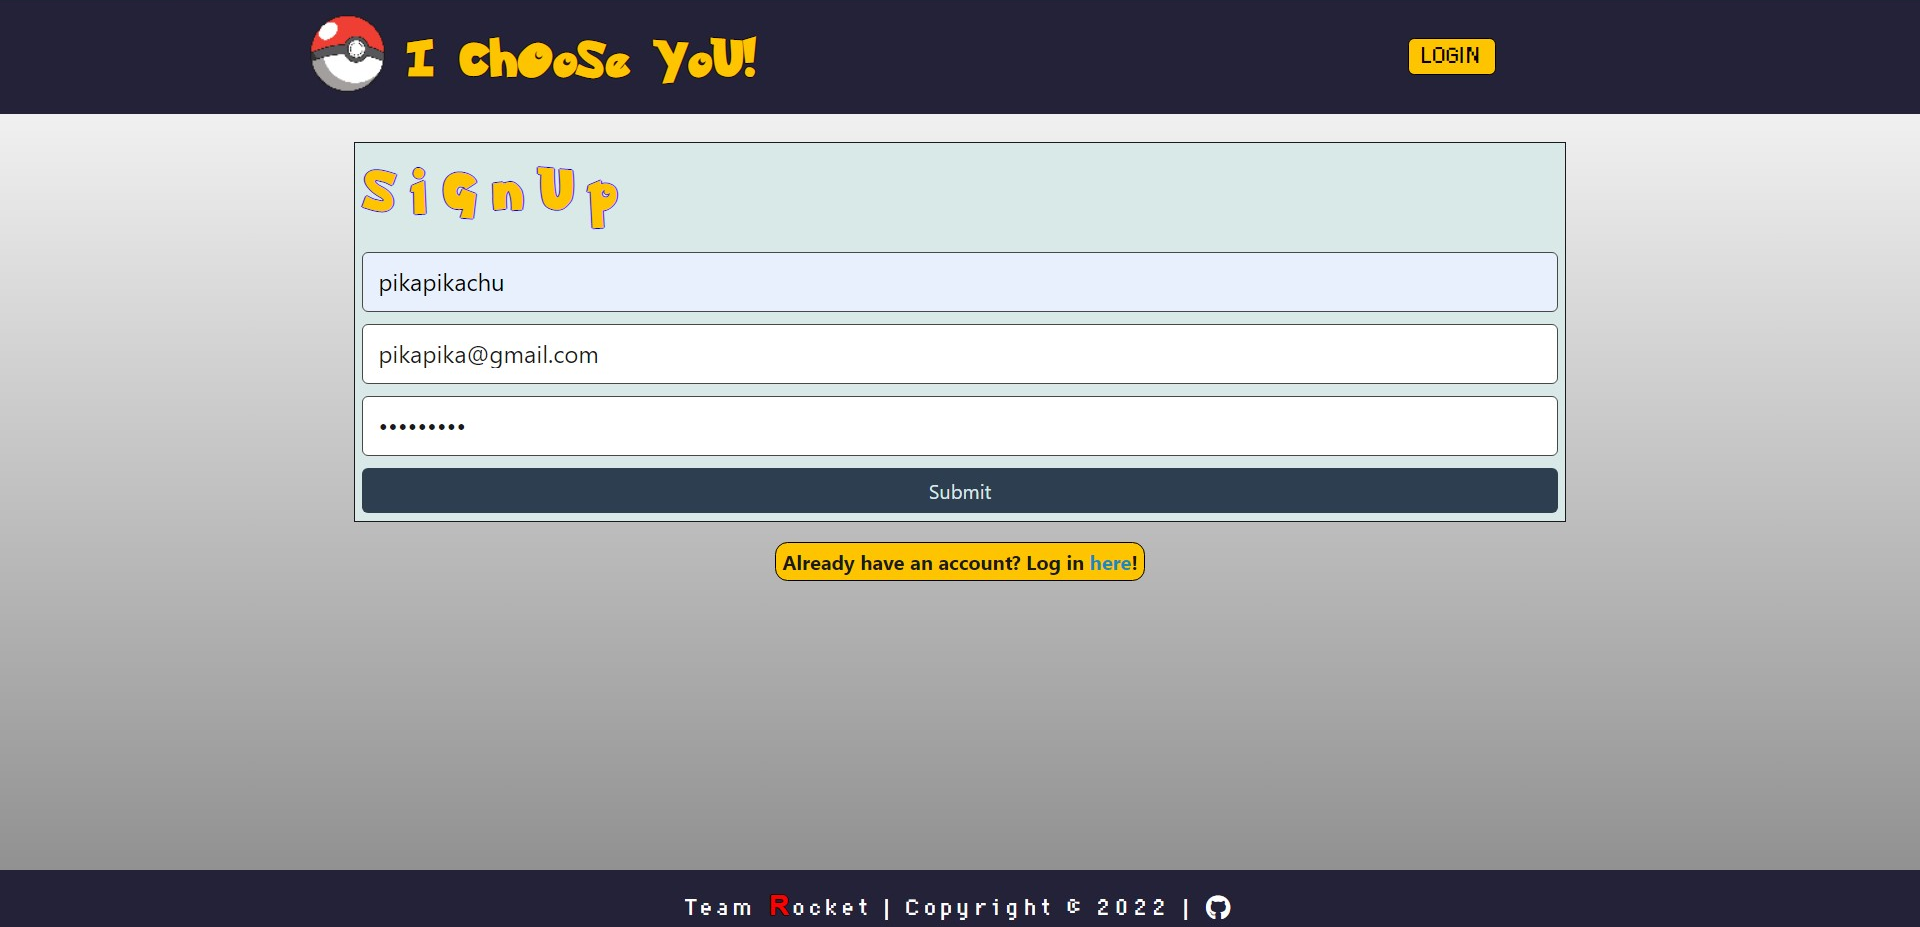 I ChOoSe YoU!
LOGIN
SiGnUp
pikapikachu
pikapika@gmail.com
•••••••••
Submit
Already have an account? Log in here!
Team Rocket | Copyright © 2022 |